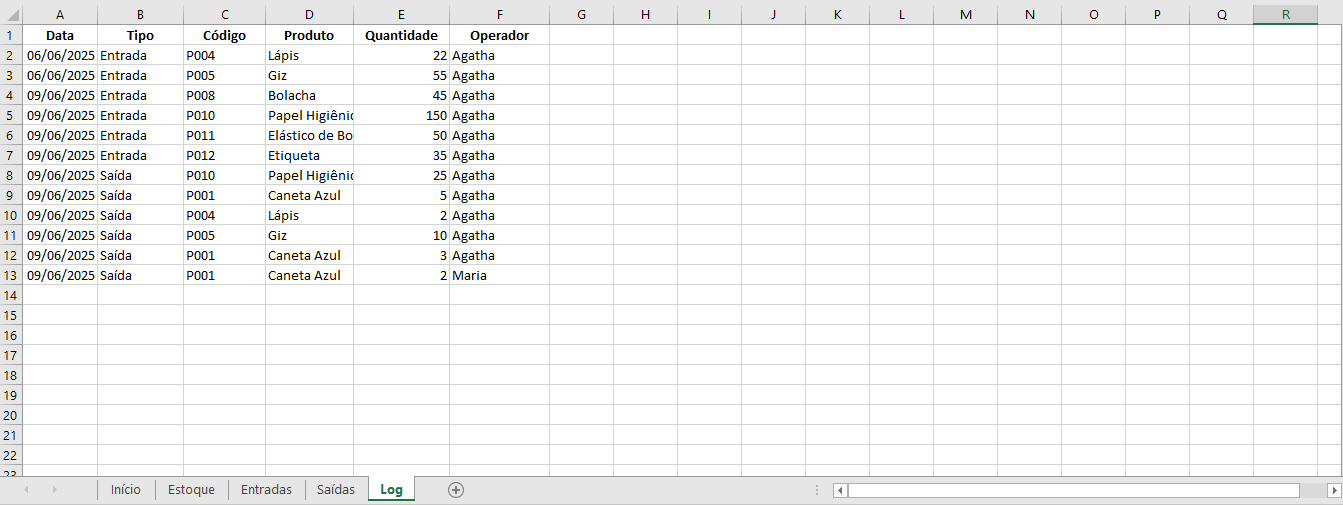 A B C D E F G H I J K L M N O P Q R
1 Data Tipo Código Produto Quantidade Operador
2 06/06/2025 Entrada P004 Lápis 22 Agatha
3 06/06/2025 Entrada P005 Giz 55 Agatha
4 09/06/2025 Entrada P008 Bolacha 45 Agatha
5 09/06/2025 Entrada P010 Papel Higiênic 150 Agatha
6 09/06/2025 Entrada P011 Elástico de Bo 50 Agatha
7 09/06/2025 Entrada P012 Etiqueta 35 Agatha
8 09/06/2025 Saída P010 Papel Higiênic 25 Agatha
9 09/06/2025 Saída P001 Caneta Azul 5 Agatha
10 09/06/2025 Saída P004 Lápis 2 Agatha
11 09/06/2025 Saída P005 Giz 10 Agatha
12 09/06/2025 Saída P001 Caneta Azul 3 Agatha
13 09/06/2025 Saída P001 Caneta Azul 2 Maria
14
15
16
17
18
19
20
21
22
23
Início Estoque Entradas Saídas Log